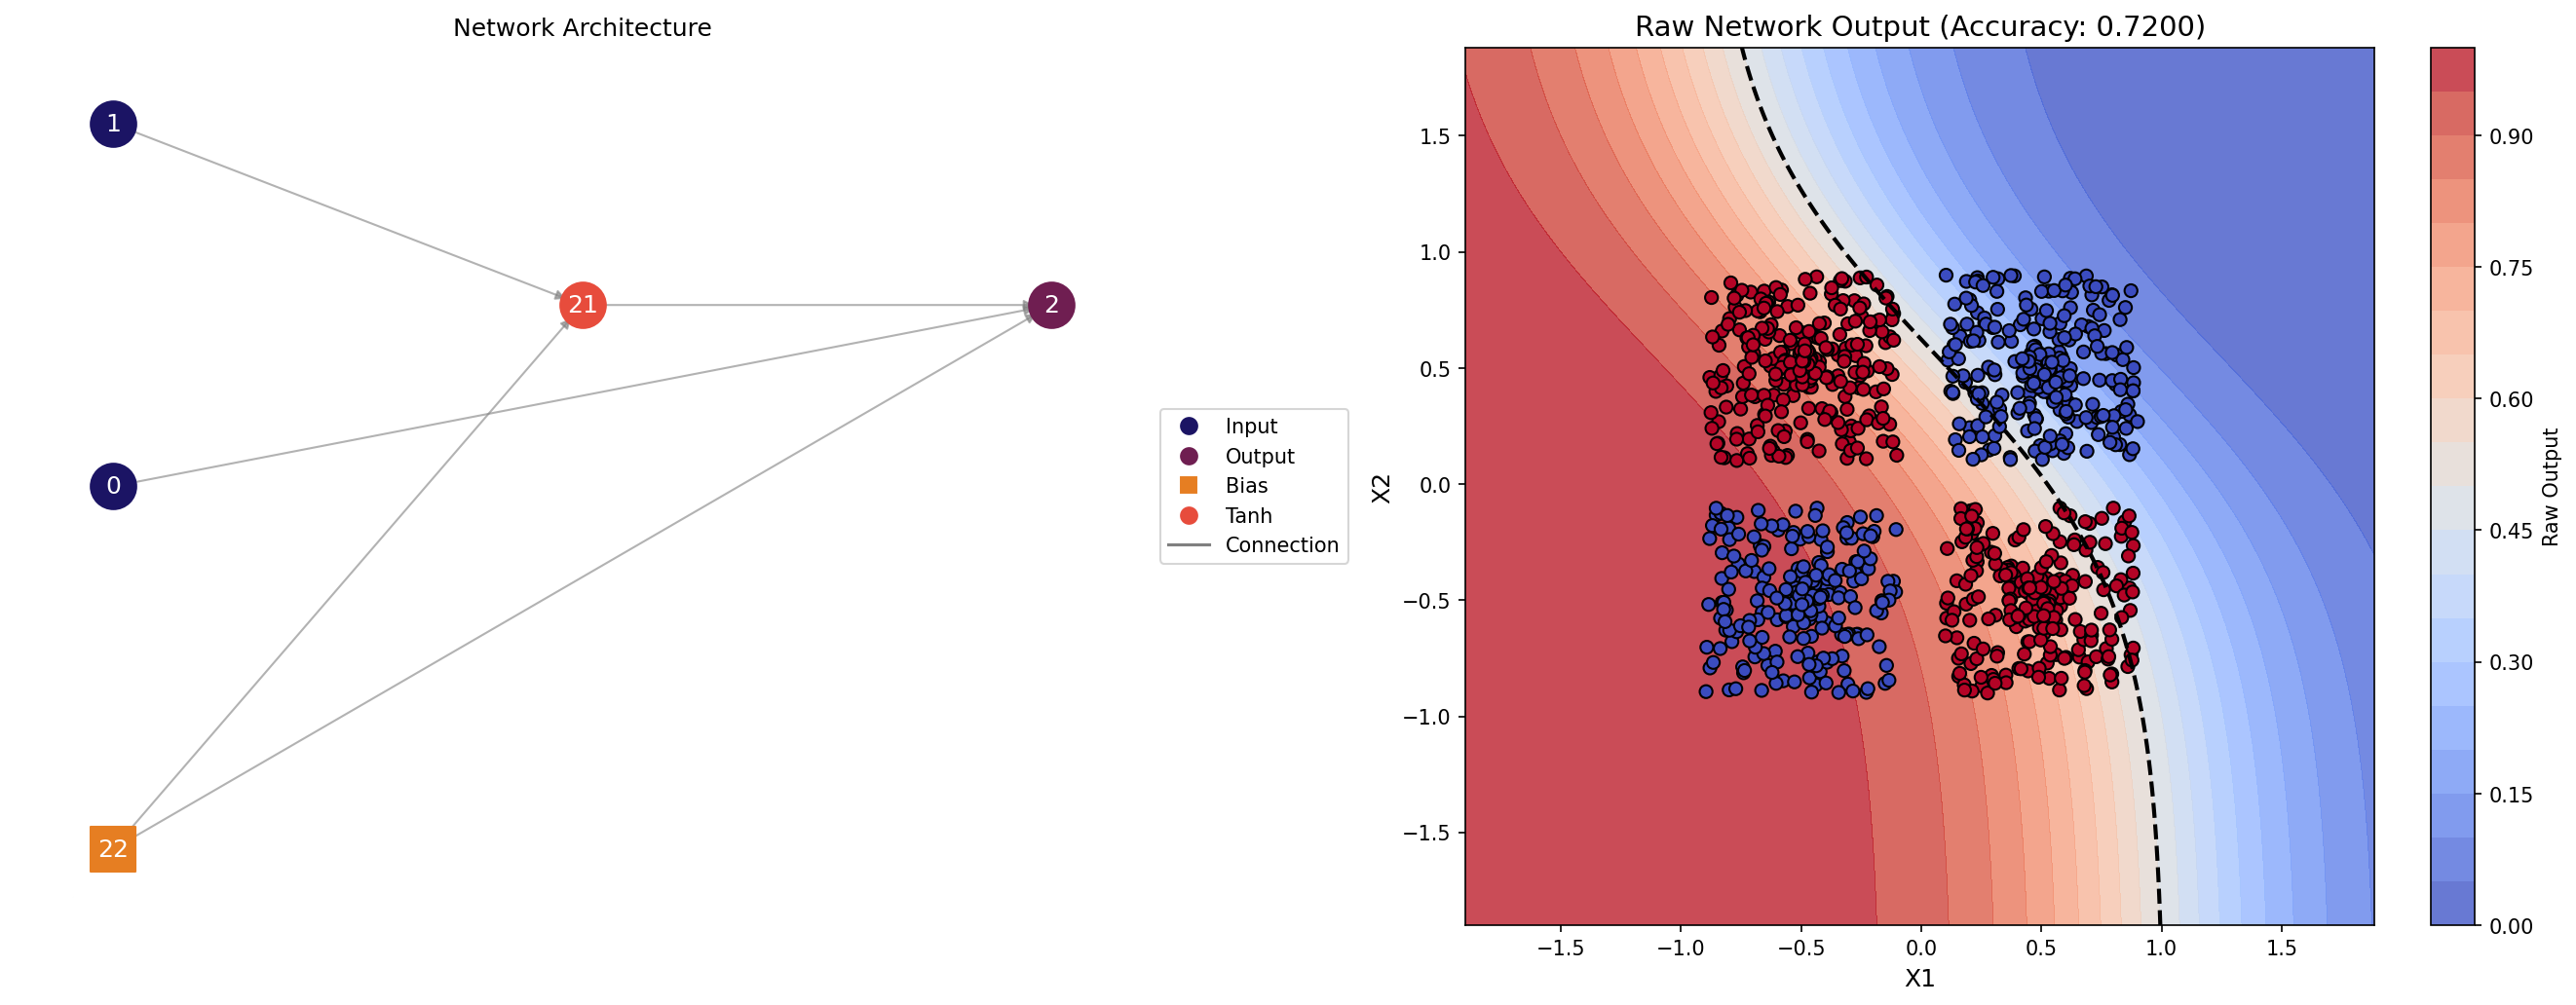 Network Architecture
1
21
2
0
22
Input
Output
Bias
Tanh
Connection
Raw Network Output (Accuracy: 0.7200)
X2
1.5
1.0
0.5
0.0
−0.5
−1.0
−1.5
−1.5
−1.0
−0.5
0.0
0.5
1.0
1.5
X1
0.90
0.75
0.60
0.45
0.30
0.15
0.00
Raw Output